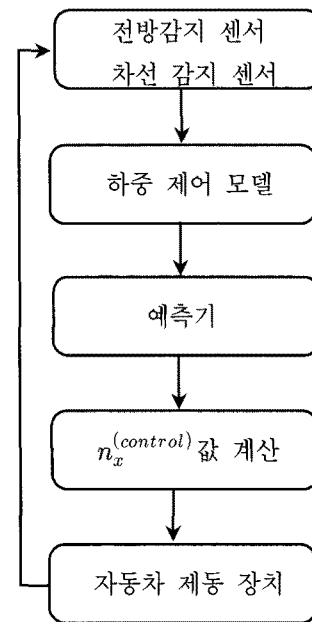 전방감지 센서
차선 감지 센서
하중 제어 모델
예측기
n_x^{(control)} 값 계산
자동차 제동 장치